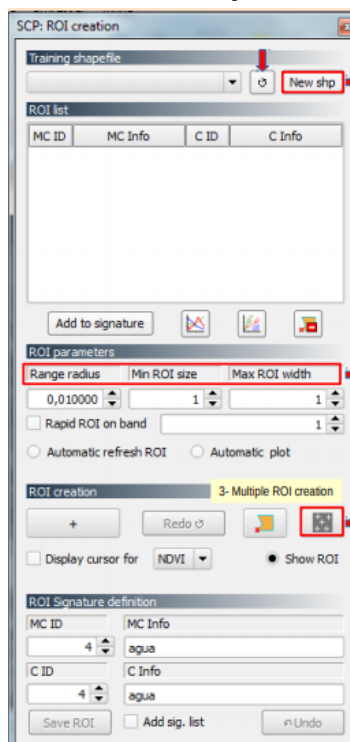 SCP: ROI creation
Training shapefile
New shp
ROI list
MC ID MC Info C ID C Info
Add to signature
ROI parameters
Range radius Min ROI size Max ROI width
0,010000 1 1
Rapid ROI on band 1
Automatic refresh ROI Automatic plot
ROI creation 3- Multiple ROI creation
+ Redo
Display cursor for NDVI Show ROI
ROI Signature definition
MC ID MC Info
4 agua
C ID C Info
4 agua
Save ROI Add sig. list Undo